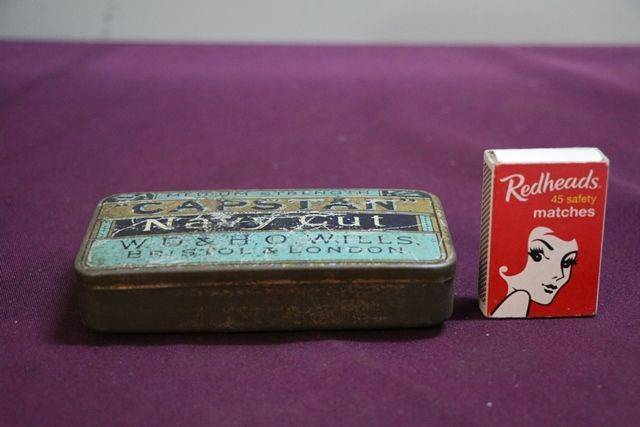 MEDIUM STRENGTH
"CAPSTAN"
Navy Cut
W.D. & H.O. WILLS.
BRISTOL & LONDON
Redheads
45 safety
matches